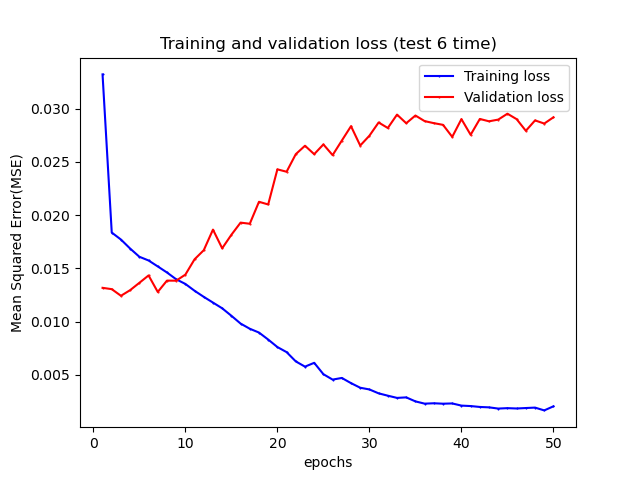 Training and validation loss (test 6 time)
Training loss
Validation loss
Mean Squared Error(MSE)
0.030
0.025
0.020
0.015
0.010
0.005
0 10 20 30 40 50
epochs